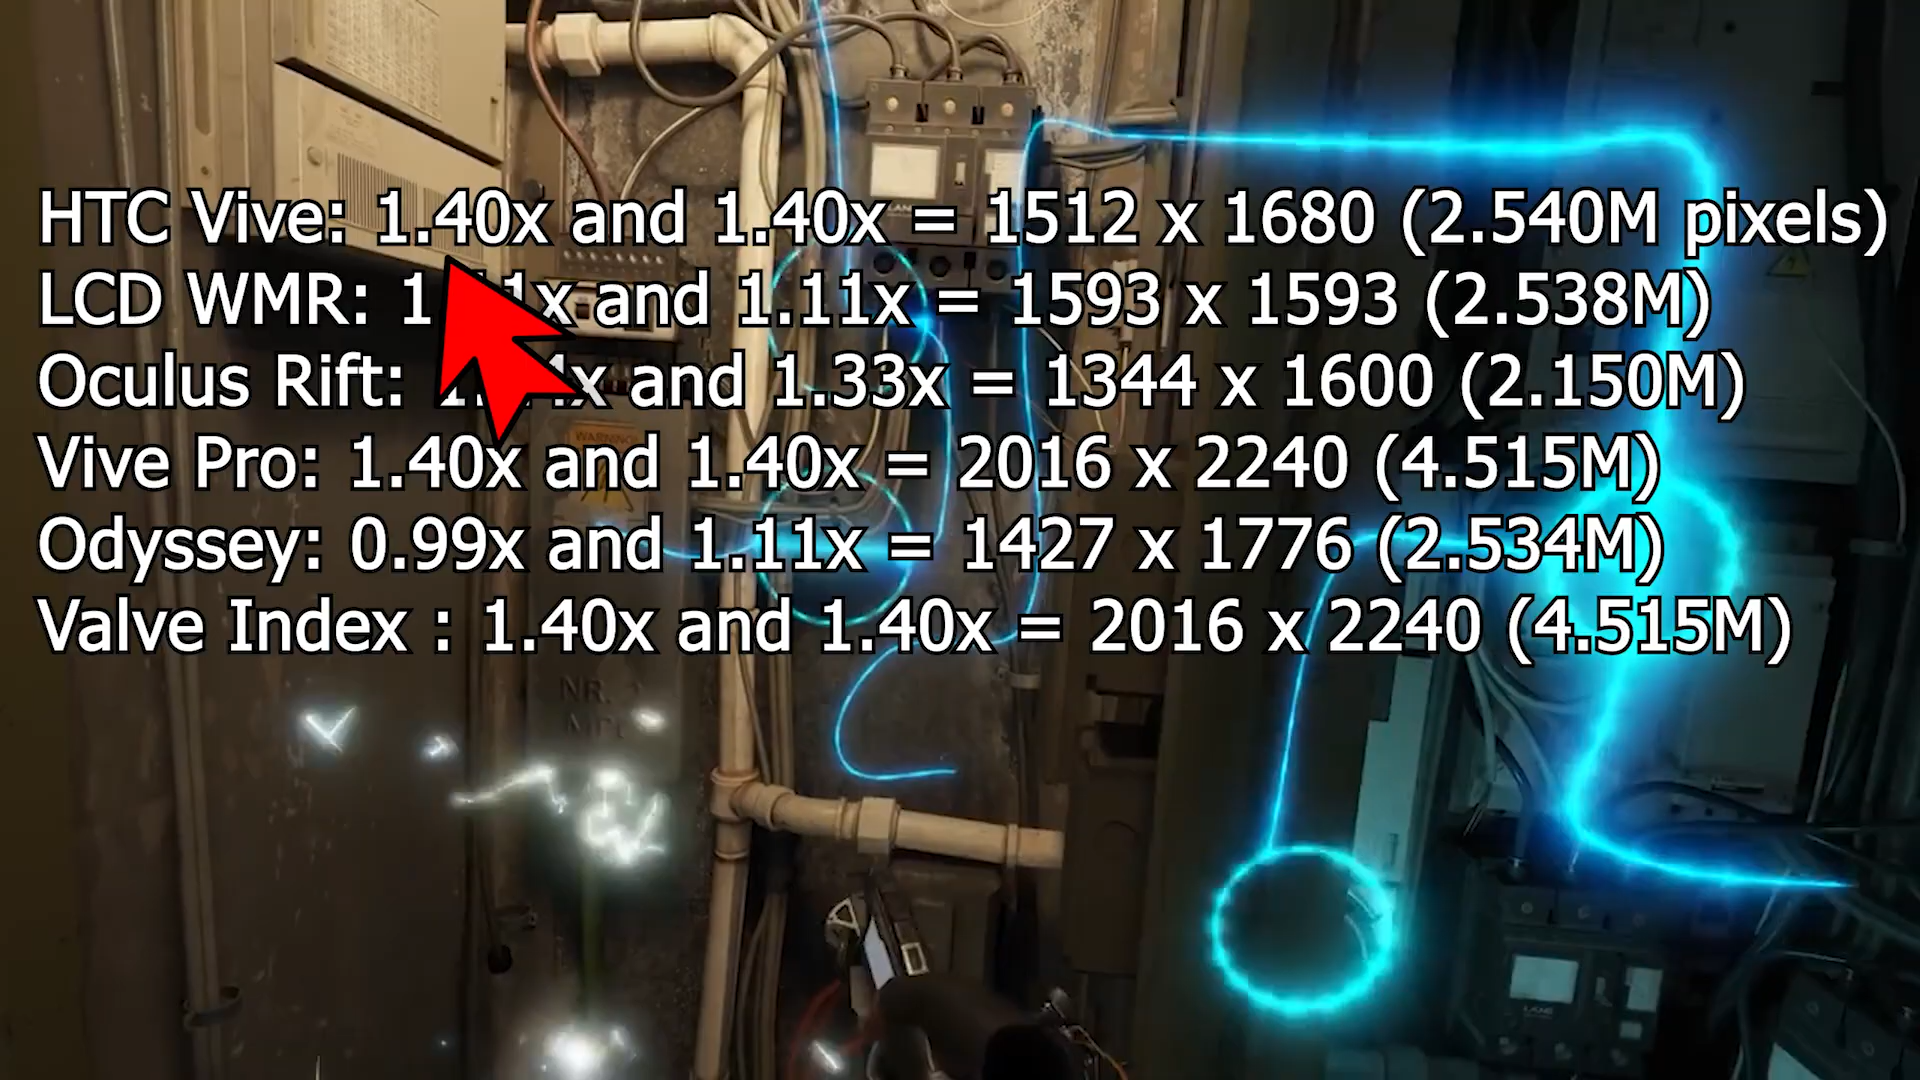 HTC Vive: 1.40x and 1.40x = 1512 x 1680 (2.540M pixels)
LCD WMR: and 1.11x = 1593 x 1593 (2.538M)
Oculus Rift: and 1.33x = 1344 x 1600 (2.150M)
Vive Pro: 1.40x and 1.40x = 2016 x 2240 (4.515M)
Odyssey: 0.99x and 1.11x = 1427 x 1776 (2.534M)
Valve Index : 1.40x and 1.40x = 2016 x 2240 (4.515M)
WARNING
NR.